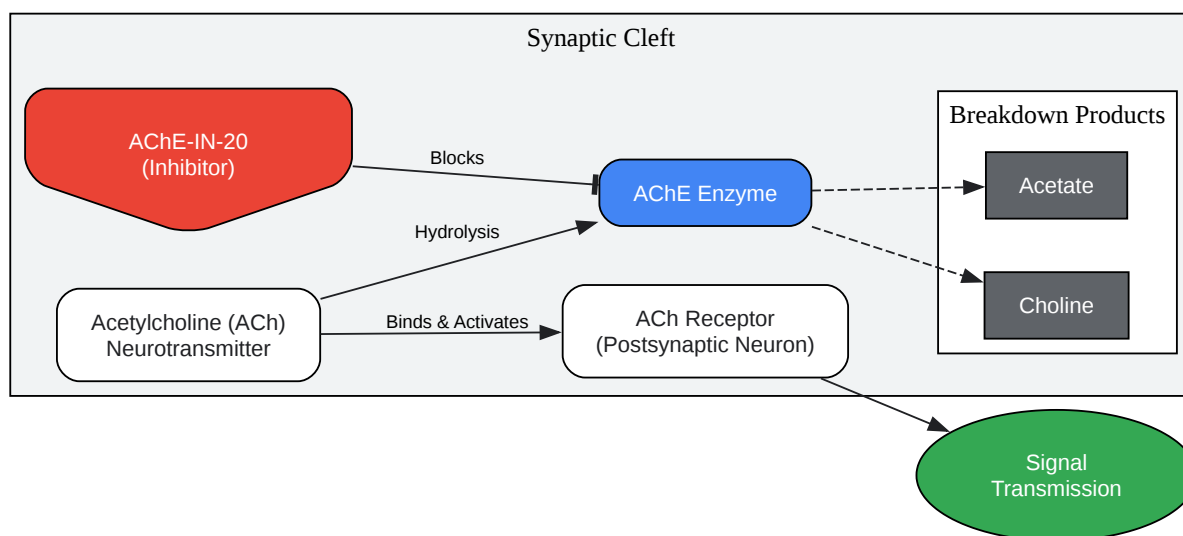 Synaptic Cleft
AChE-IN-20
(Inhibitor)
Blocks
AChE Enzyme
Breakdown Products
Acetate
Hydrolysis
Choline
Acetylcholine (ACh)
Neurotransmitter
Binds & Activates
ACh Receptor
(Postsynaptic Neuron)
Signal
Transmission